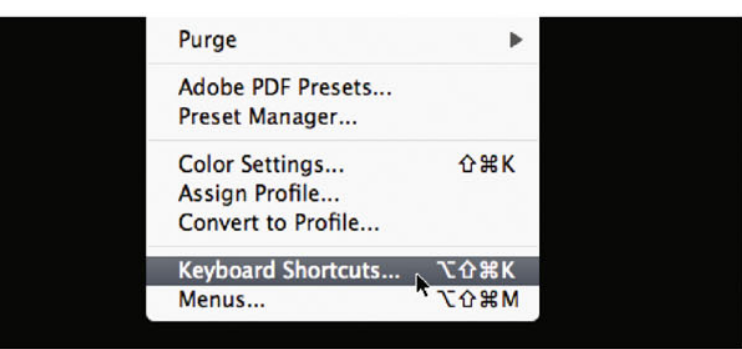 Purge ▶
Adobe PDF Presets...
Preset Manager...
Color Settings... ⇧⌘K
Assign Profile...
Convert to Profile...
Keyboard Shortcuts... ⌥⇧⌘K
Menus... ⌥⇧⌘M